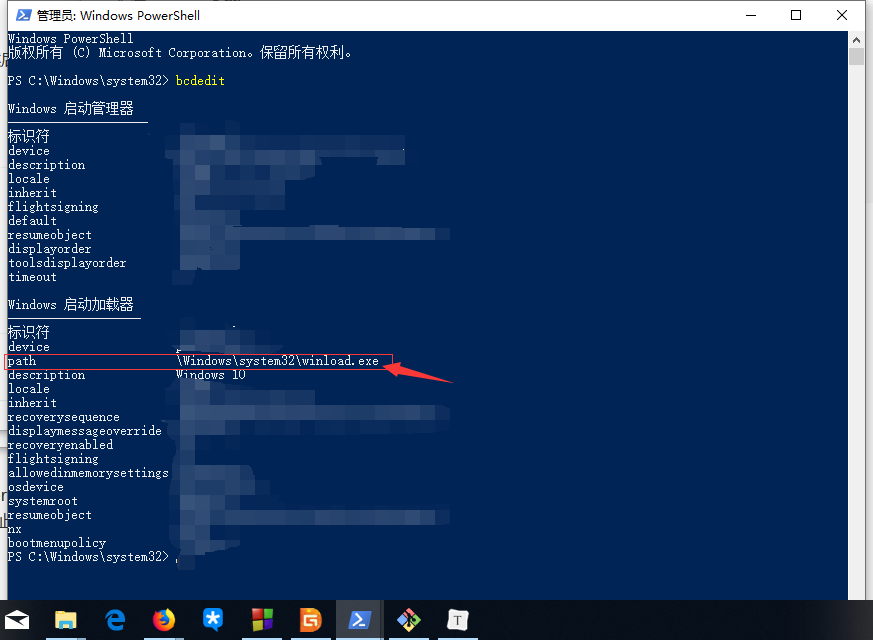 管理员: Windows PowerShell
Windows PowerShell
版权所有 (C) Microsoft Corporation。保留所有权利。
PS C:\Windows\system32> bcdedit
Windows 启动管理器
标识符
device
description
locale
inherit
flightsigning
default
resumeobject
displayorder
toolsdisplayorder
timeout
Windows 启动加载器
标识符
device
path \Windows\system32\winload.exe
description Windows 10
locale
inherit
recoverysequence
displaymessageoverride
recoveryenabled
flightsigning
allowedinmemorysettings
osdevice
systemroot
resumeobject
nx
bootmenupolicy
PS C:\Windows\system32>
T